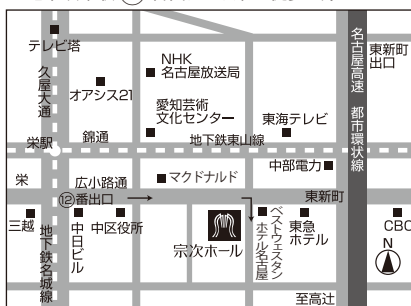 テレビ塔
久屋大通
NHK
名古屋放送局
オアシス21
愛知芸術
文化センター
東海テレビ
名古屋高速 都市環状線
東新町
出口
栄駅
錦通
地下鉄東山線
中部電力
栄
広小路通
マクドナルド
東新町
⑫番出口
三越
地下鉄名城線
中日ビル
中区役所
宗次ホール
ベストウェスタン
ホテル名古屋
東急
ホテル
CBC
N
至高辻